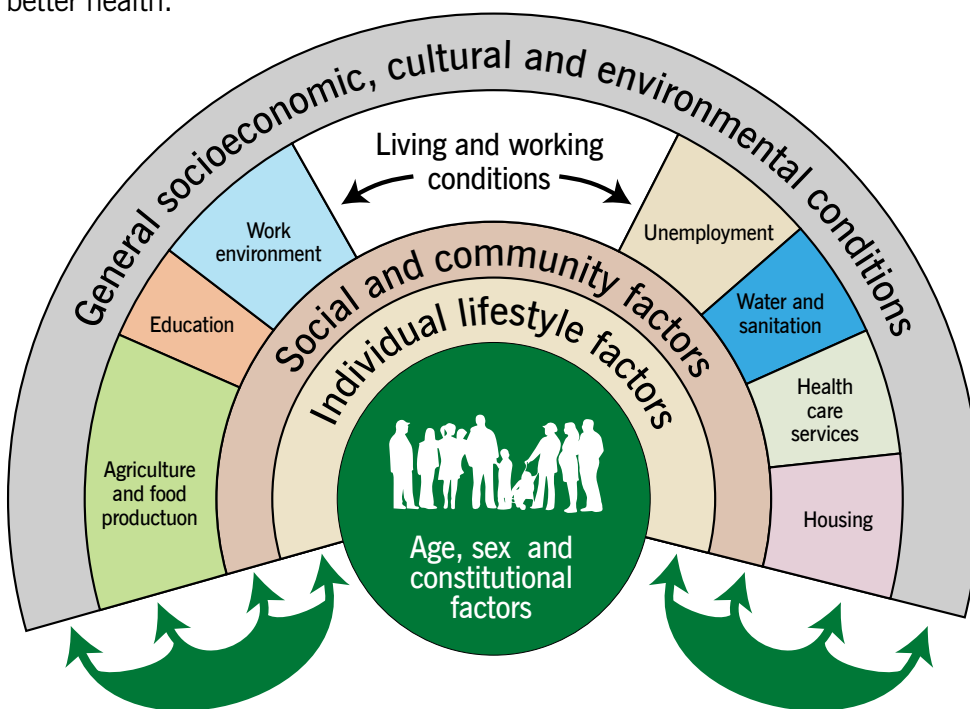 better health.
General socioeconomic, cultural and environmental conditions
Living and working
conditions
Work
environment
Unemployment
Education
Water and
sanitation
Social and community factors
Individual lifestyle factors
Health
care
services
Agriculture
and food
productuon
Housing
Age, sex and
constitutional
factors